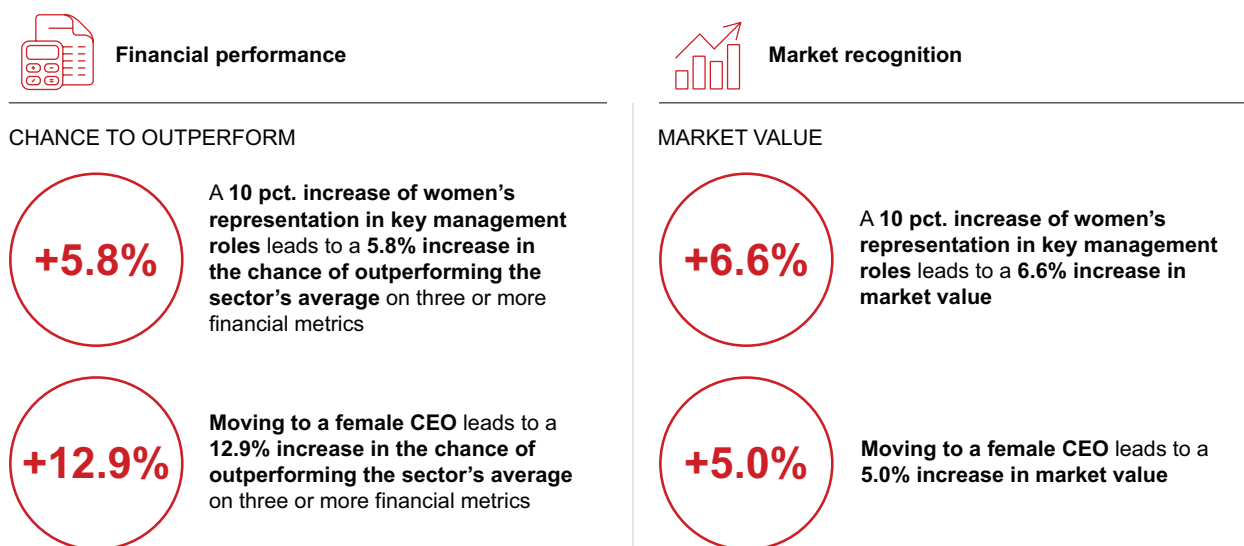 Financial performance
CHANCE TO OUTPERFORM
+5.8%
A 10 pct. increase of women's
representation in key management
roles leads to a 5.8% increase in
the chance of outperforming the
sector's average on three or more
financial metrics
+12.9%
Moving to a female CEO leads to a
12.9% increase in the chance of
outperforming the sector's average
on three or more financial metrics
Market recognition
MARKET VALUE
+6.6%
A 10 pct. increase of women's
representation in key management
roles leads to a 6.6% increase in
market value
+5.0%
Moving to a female CEO leads to a
5.0% increase in market value